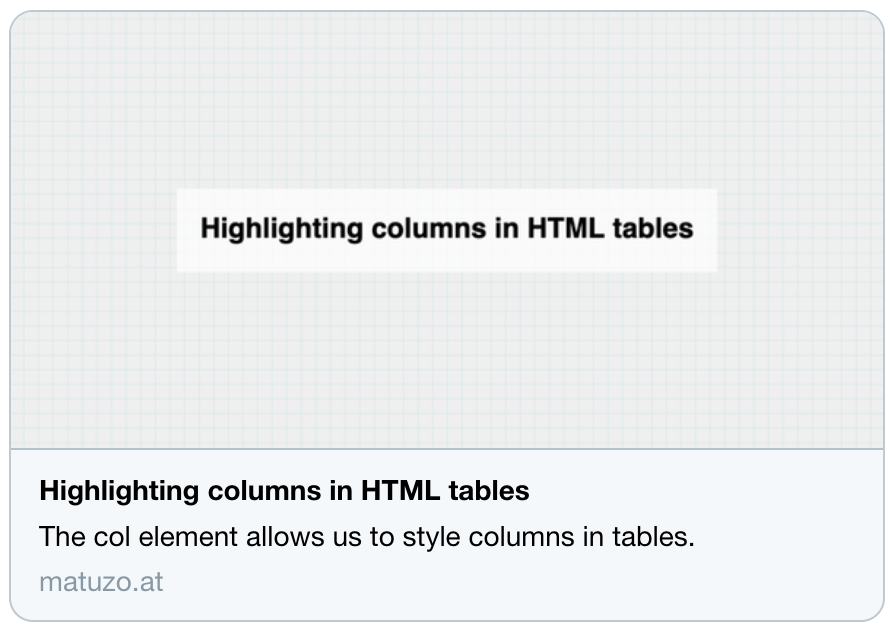 Highlighting columns in HTML tables
Highlighting columns in HTML tables
The col element allows us to style columns in tables.
matuzo.at